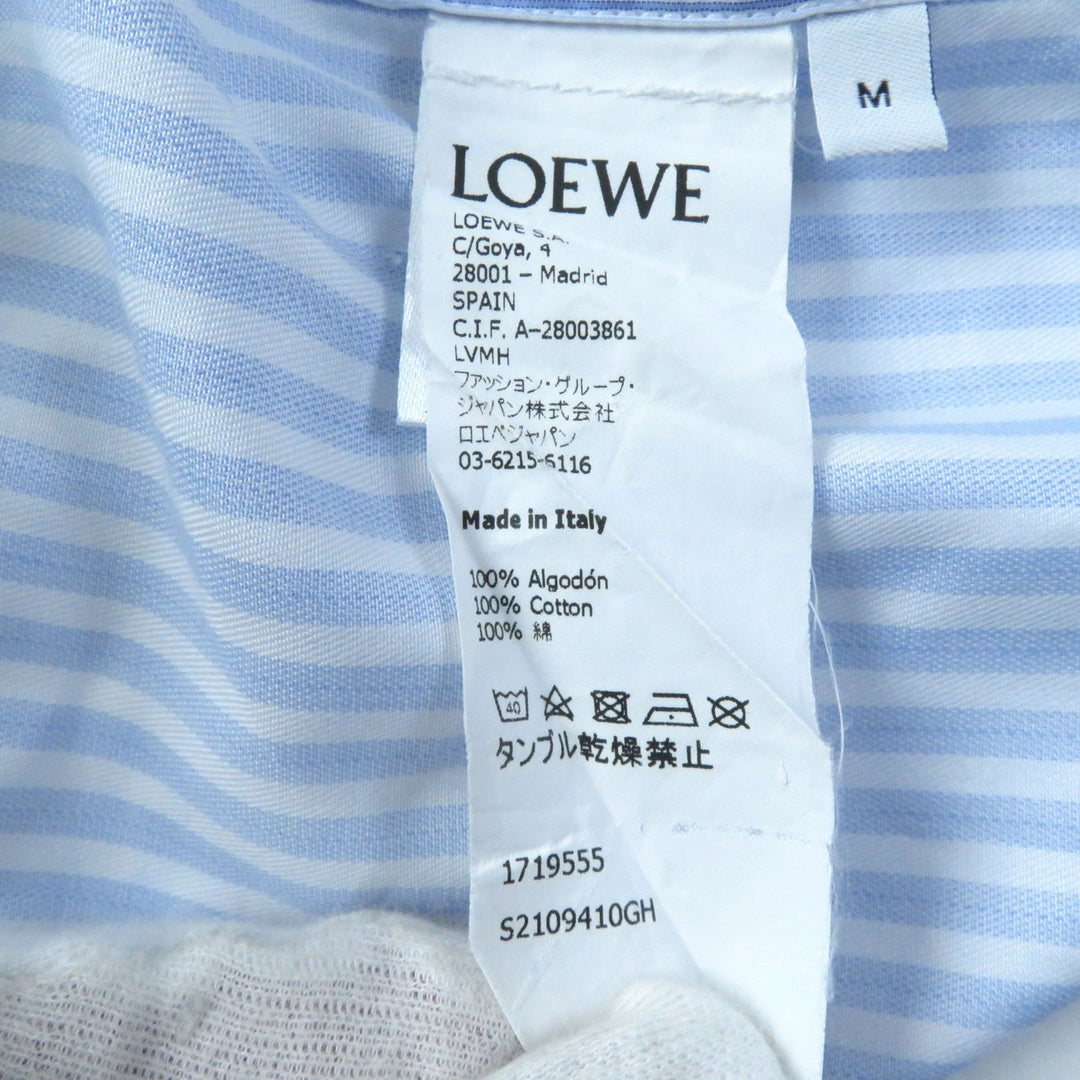 M
LOEWE
LOEWE S.A.
C/Goya, 4
28001 – Madrid
SPAIN
C.I.F. A–28003861
LVMH
ファッション・グループ・
ジャパン株式会社
ロエベジャパン
03-6215-6116
Made in Italy
100% Algodón
100% Cotton
100% 綿
40
タンブル乾燥禁止
1719555
S2109410GH